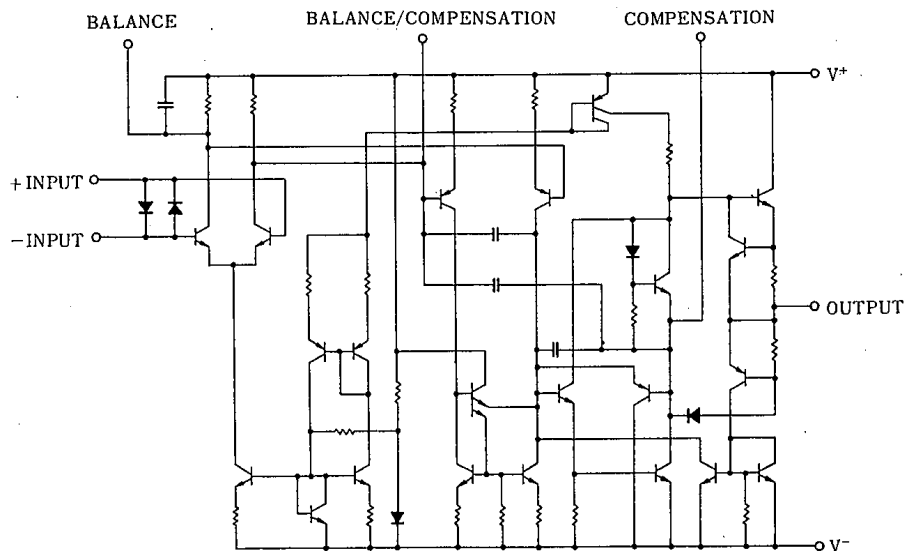 BALANCE
BALANCE/COMPENSATION
COMPENSATION
V+
+INPUT
-INPUT
OUTPUT
V-